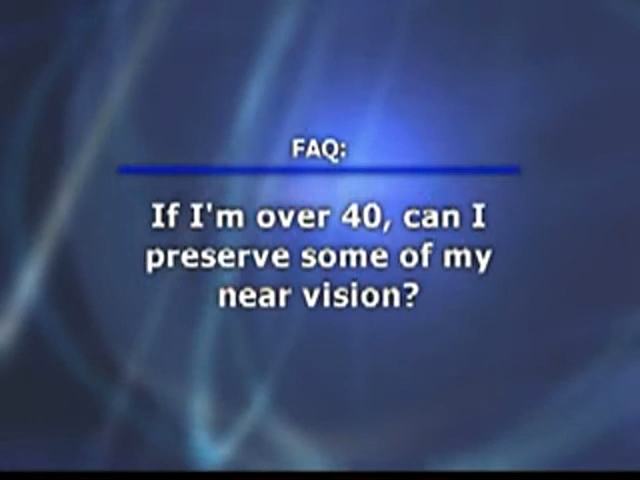 FAQ:
If I'm over 40, can I
preserve some of my
near vision?